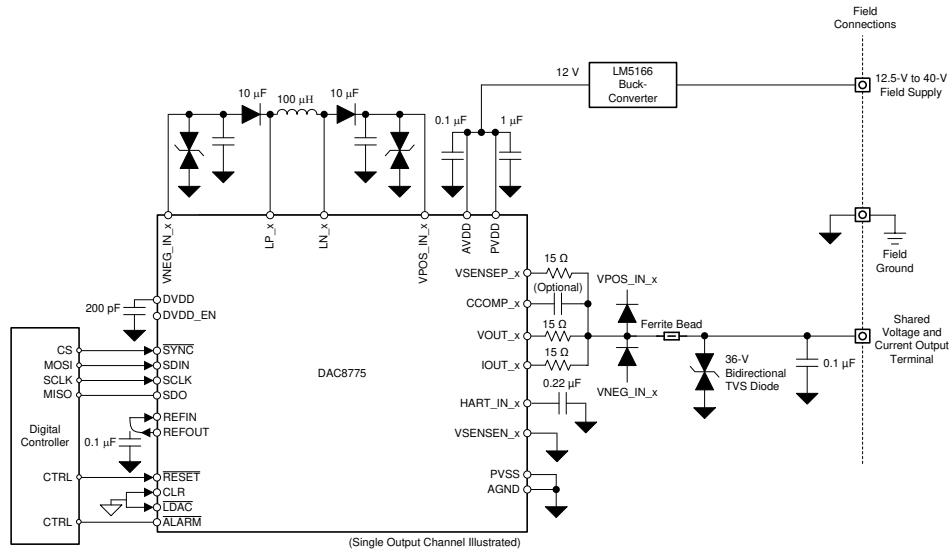 Field
Connections
12 V
LM5166
Buck-
Converter
12.5-V to 40-V
Field Supply
10 µF
100 µH
10 µF
0.1 µF
1 µF
VNEG_IN_x
LP_x
LN_x
VPOS_IN_x
AVDD
PVDD
Field
Ground
200 pF
DVDD
DVDD_EN
VSENSEP_x
15 Ω
(Optional)
CCOMP_x
VOUT_x
15 Ω
IOUT_x
15 Ω
VPOS_IN_x
Ferrite Bead
VNEG_IN_x
36-V
Bidirectional
TVS Diode
0.1 µF
Shared
Voltage and
Current Output
Terminal
DAC8775
CS
SYNC
MOSI
SDIN
SCLK
SCLK
MISO
SDO
HART_IN_x
0.22 µF
Digital
Controller
REFIN
REFOUT
0.1 µF
VSENSEN_x
CTRL
RESET
CLR
LDAC
CTRL
ALARM
PVSS
AGND
(Single Output Channel Illustrated)